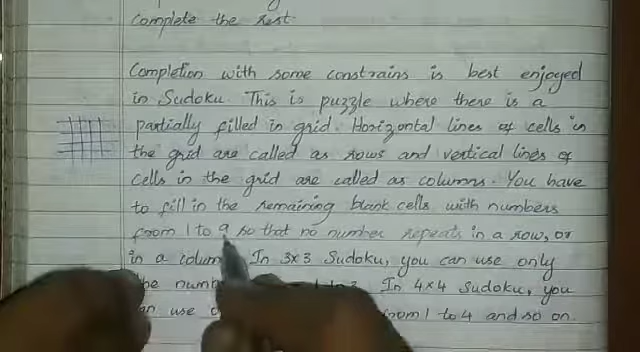 Complete the rest.
Completion with some constrains is best enjoyed
in Sudoku. This is puzzle where there is a
partially filled in grid. Horizontal lines of cells in
the grid are called as rows and vertical lines of
cells in the grid are called as columns. You have
to fill in the remaining blank cells with numbers
from 1 to 9 so that no number repeats in a row, or
in a column. In 3x3 Sudoku, you can use only
the In 4x4 Sudoku, you
use from 1 to 4 and so on.